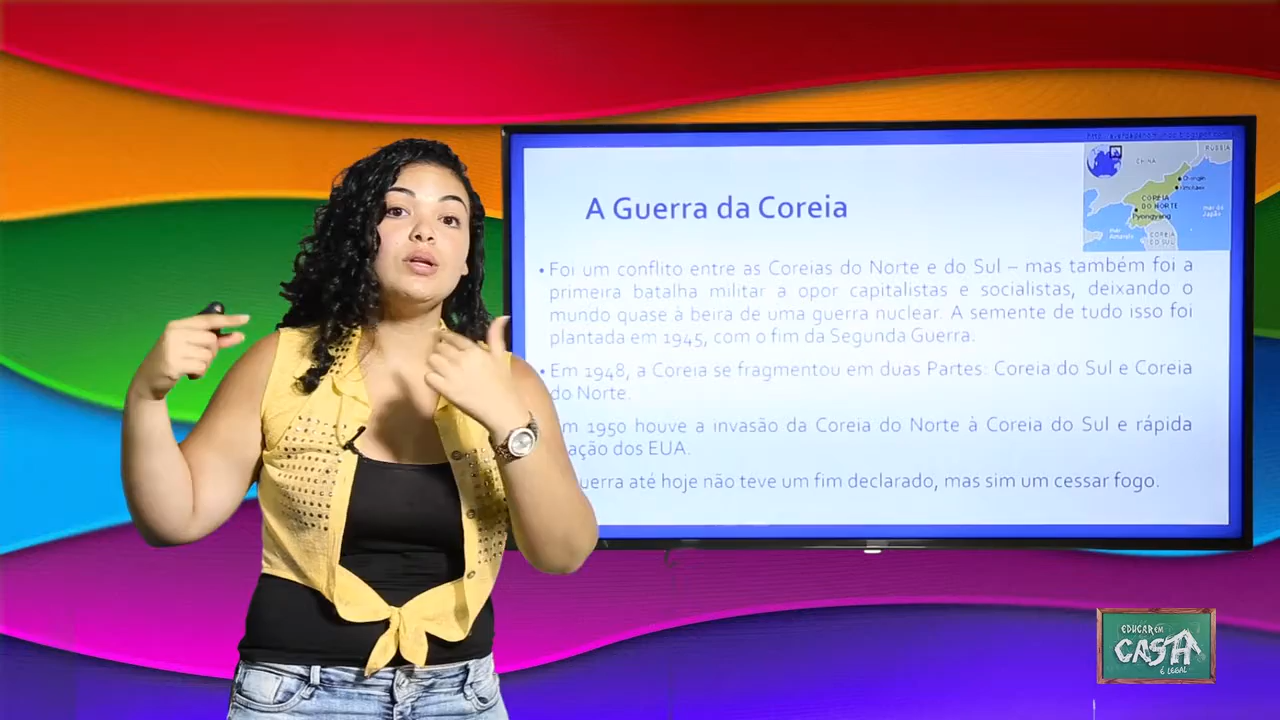 CHINA
RÚSSIA
COREIA
DO NORTE
Pyongyang
mar do
Japão
mar
Amarelo
COREIA
DO SUL
A Guerra da Coreia
• Foi um conflito entre as Coreias do Norte e do Sul – mas também foi a
primeira batalha militar a opor capitalistas e socialistas, deixando o
mundo quase à beira de uma guerra nuclear. A semente de tudo isso foi
plantada em 1945, com o fim da Segunda Guerra.
• Em 1948, a Coreia se fragmentou em duas Partes: Coreia do Sul e Coreia
do Norte.
m 1950 houve a invasão da Coreia do Norte à Coreia do Sul e rápida
ação dos EUA.
uerra até hoje não teve um fim declarado, mas sim um cessar fogo.
EDUCAR EM
CASA
É LEGAL